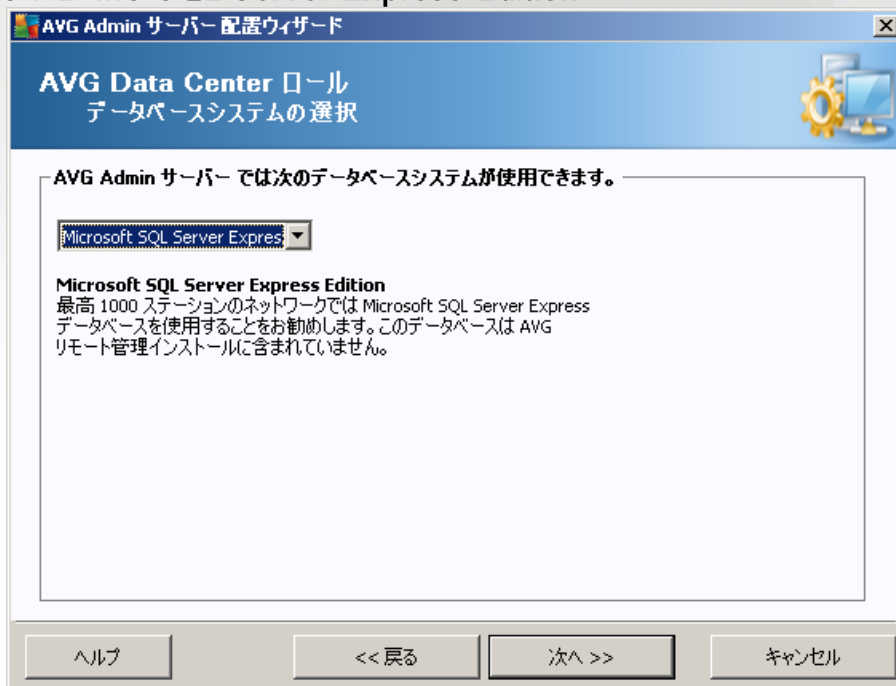 AVG Admin サーバー 配置ウィザード
AVG Data Center ロール
データベースシステムの選択
AVG Admin サーバー では次のデータベースシステムが使用できます。
Microsoft SQL Server Expres
Microsoft SQL Server Express Edition
最高 1000 ステーションのネットワークでは Microsoft SQL Server Express
データベースを使用することをお勧めします。このデータベースは AVG
リモート管理インストールに含まれていません。
ヘルプ
<< 戻る
次へ >>
キャンセル